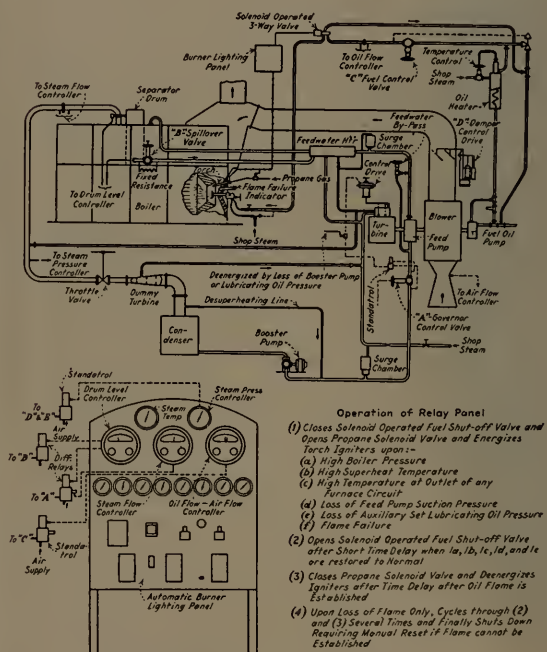 Solenoid Operated
3-Way Valve
Burner Lighting
Panel
To Oil Flow
Controller
"C" Fuel Control
Valve
Temperature
Control
Shop
Steam
Oil
Heater
To Steam Flow
Controller
Separator
Drum
"B"-Spillover
Valve
Feedwater
By-Pass
"D"-Damper
Control
Drive
Feedwater Htr.
Surge
Chamber
Control
Drive
Fixed
Resistance
Propane Gas
Flame Failure
Indicator
To Drum Level
Controller
Boiler
Shop Steam
Tur-
bine
Feed
Pump
Blower
Fuel Oil
Pump
To
Steam
Pressure
Controller
Deenergized by Loss of Booster Pump
or Lubricating Oil Pressure
Standatrol
To Air Flow
Controller
Throttle
Valve
Dummy
Turbine
"A"-Governor
Control Valve
Desuperheating Line
Con-
denser
Booster
Pump
Surge
Chamber
Shop
Steam
Standatrol
Drum Level
Controller
Steam
Temp
Steam Press
Controller
To
"D" & "E"
Air
Supply
To "B"
Diff.
Relays
To "A"
Steam Flow
Controller
Oil Flow - Air Flow
Controller
To "C"
Standa-
trol
Air
Supply
Automatic Burner
Lighting Panel
Operation of Relay Panel
(1) Closes Solenoid Operated Fuel Shut-off Valve and
Opens Propane Solenoid Valve and Energizes
Torch Igniters upon:-
(a) High Boiler Pressure
(b) High Superheat Temperature
(c) High Temperature at Outlet of any
Furnace Circuit
(d) Loss of Feed Pump Suction Pressure
(e) Loss of Auxiliary Set Lubricating Oil Pressure
(f) Flame Failure
(2) Opens Solenoid Operated Fuel Shut-off Valve
after Short Time Delay when 1a, 1b, 1c, 1d, and 1e
are restored to Normal
(3) Closes Propane Solenoid Valve and Deenergizes
Igniters after Time Delay after Oil Flame is
Established
(4) Upon Loss of Flame Only, Cycles through (2)
and (3) Several Times and Finally Shuts Down
Requiring Manual Reset if Flame cannot be
Established